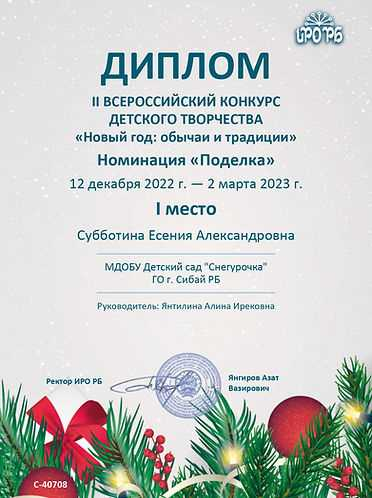 ИРО РБ
ДИПЛОМ
II ВСЕРОССИЙСКИЙ КОНКУРС
ДЕТСКОГО ТВОРЧЕСТВА
«Новый год: обычаи и традиции»
Номинация «Поделка»
12 декабря 2022 г. — 2 марта 2023 г.
I место
Субботина Есения Александровна
МДОБУ Детский сад "Снегурочка"
ГО г. Сибай РБ
Руководитель: Янтилина Алина Ирековна
Ректор ИРО РБ
Янгиров Азат
Вазирович
С-40708